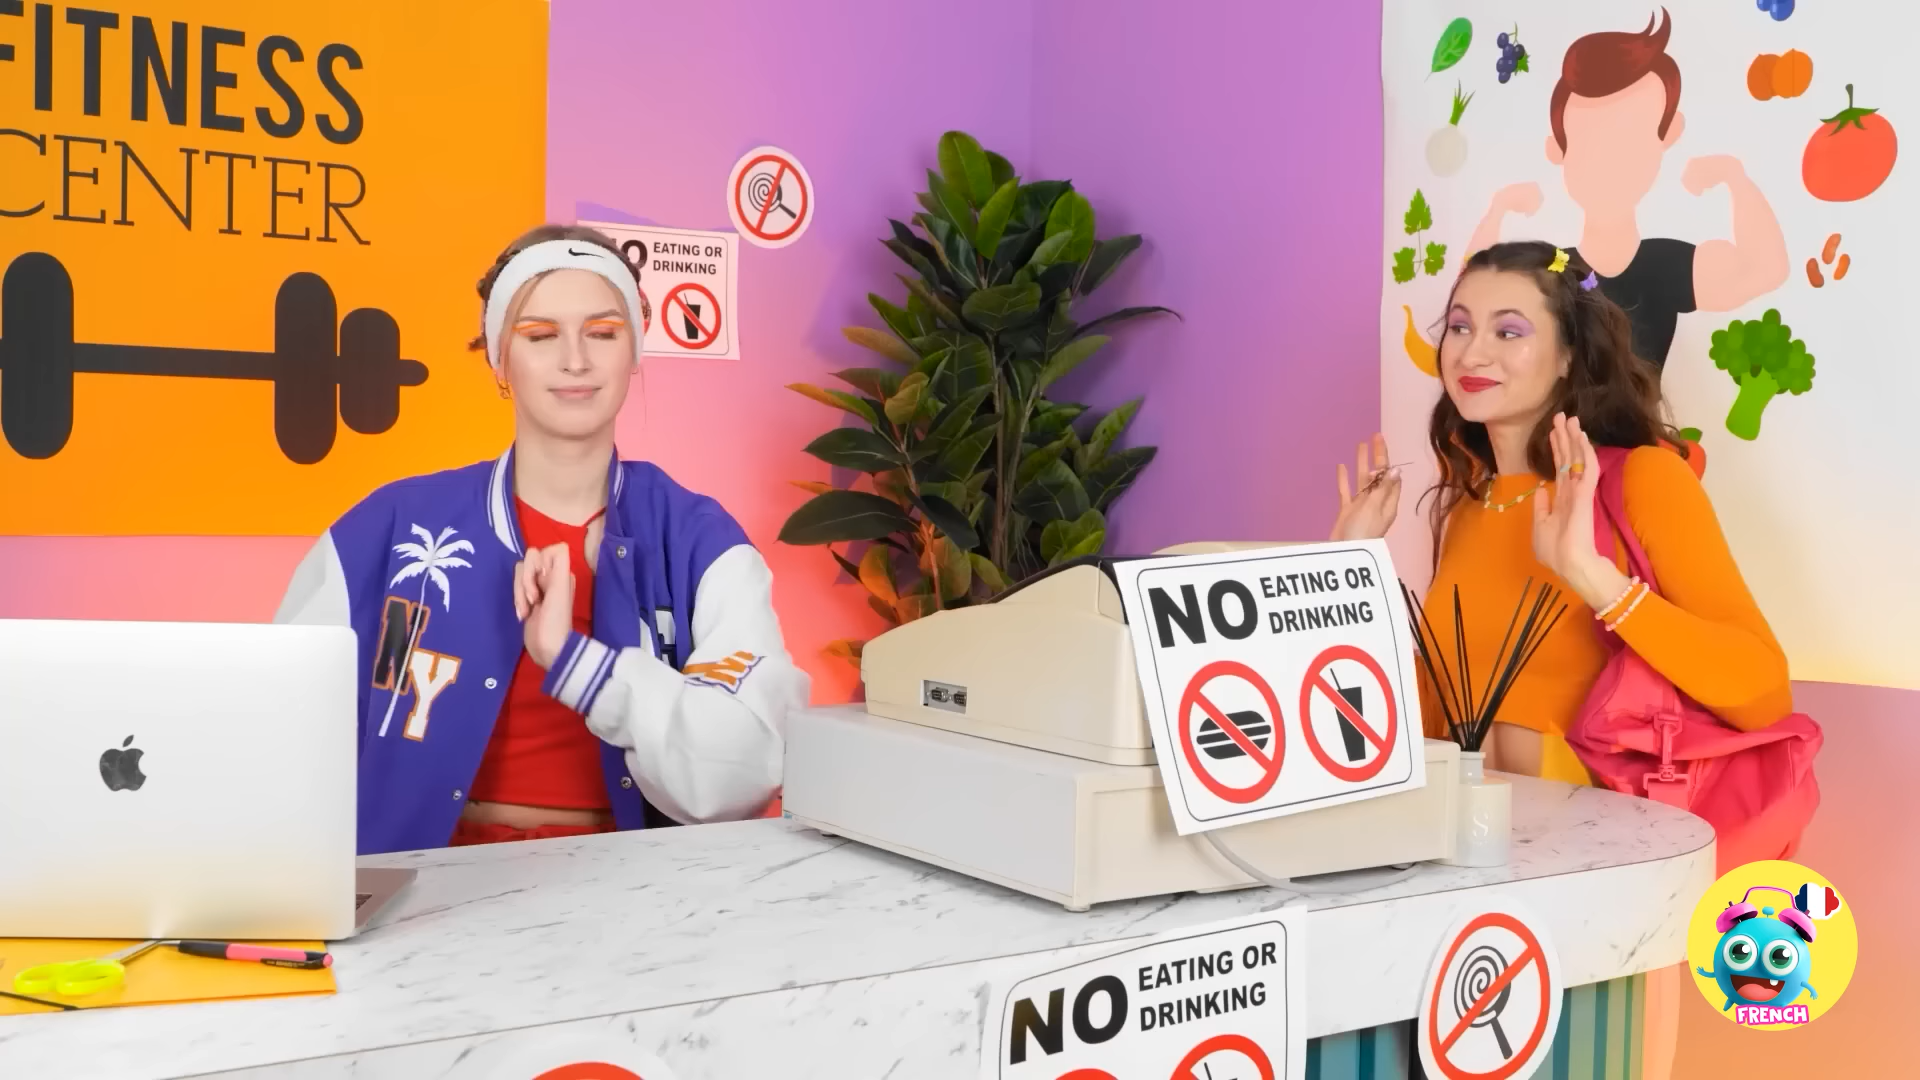 FITNESS
CENTER
NO EATING OR
DRINKING
NO EATING OR
DRINKING
NY
S
NO EATING OR
DRINKING
FRENCH